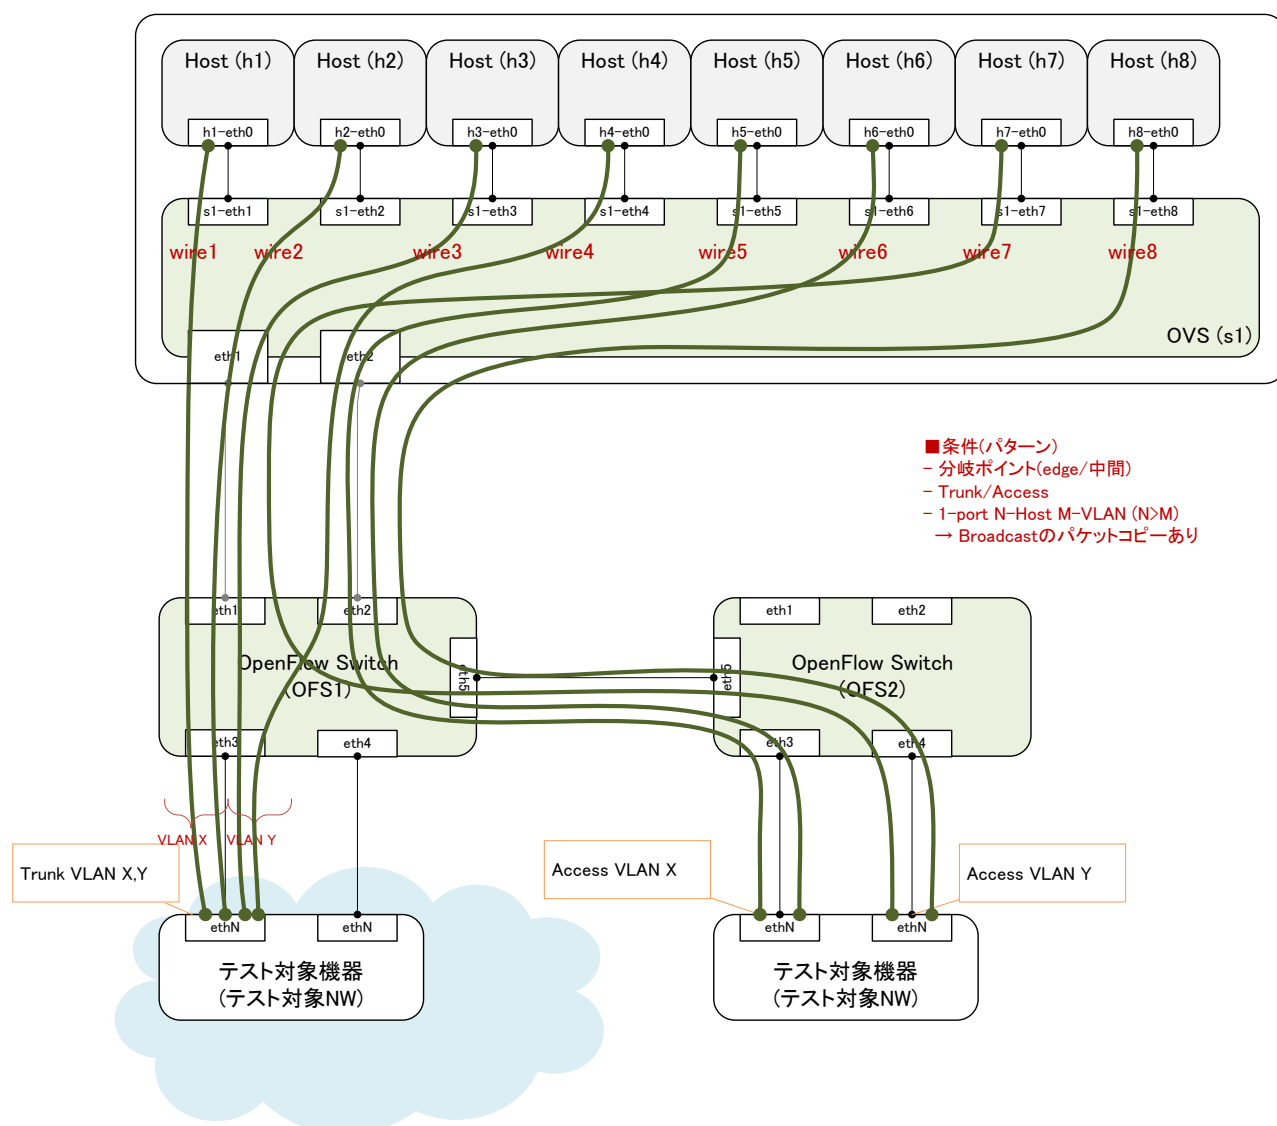 Host (h1)
Host (h2)
Host (h3)
Host (h4)
Host (h5)
Host (h6)
Host (h7)
Host (h8)
h1-eth0
h2-eth0
h3-eth0
h4-eth0
h5-eth0
h6-eth0
h7-eth0
h8-eth0
s1-eth1
s1-eth2
s1-eth3
s1-eth4
s1-eth5
s1-eth6
s1-eth7
s1-eth8
wire1
wire2
wire3
wire4
wire5
wire6
wire7
wire8
OVS (s1)
eth1
eth2
■条件(パターン)
- 分岐ポイント(edge/中間)
- Trunk/Access
- 1-port N-Host M-VLAN (N>M)
→ Broadcastのパケットコピーあり
eth1
eth2
OpenFlow Switch
(OFS1)
eth5
eth3
eth4
eth1
eth2
eth5
OpenFlow Switch
(OFS2)
eth3
eth4
VLAN X
VLAN Y
Trunk VLAN X,Y
Access VLAN X
Access VLAN Y
ethN
ethN
テスト対象機器
(テスト対象NW)
ethN
ethN
テスト対象機器
(テスト対象NW)